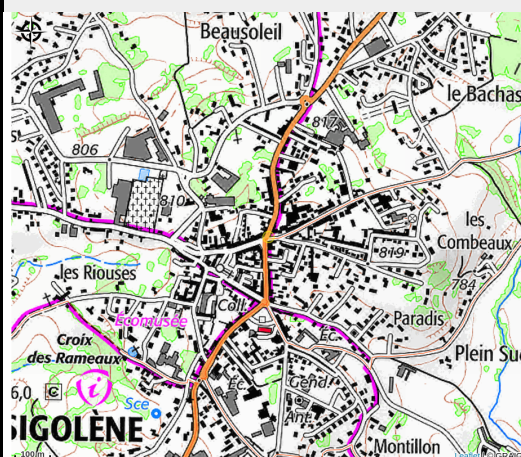 Beausoleil
le Bachas
817
806
810
les
Combeaux
819
784
les Riouses
Coll.
Écomusée
Paradis
Croix
des Rameaux
Éc.
Plein Su
6,0
C
i
Éc.
Gend.
Sce
Ant.
SIGOLÈNE
Montillon
100 m
Leaflet | © GRAIG